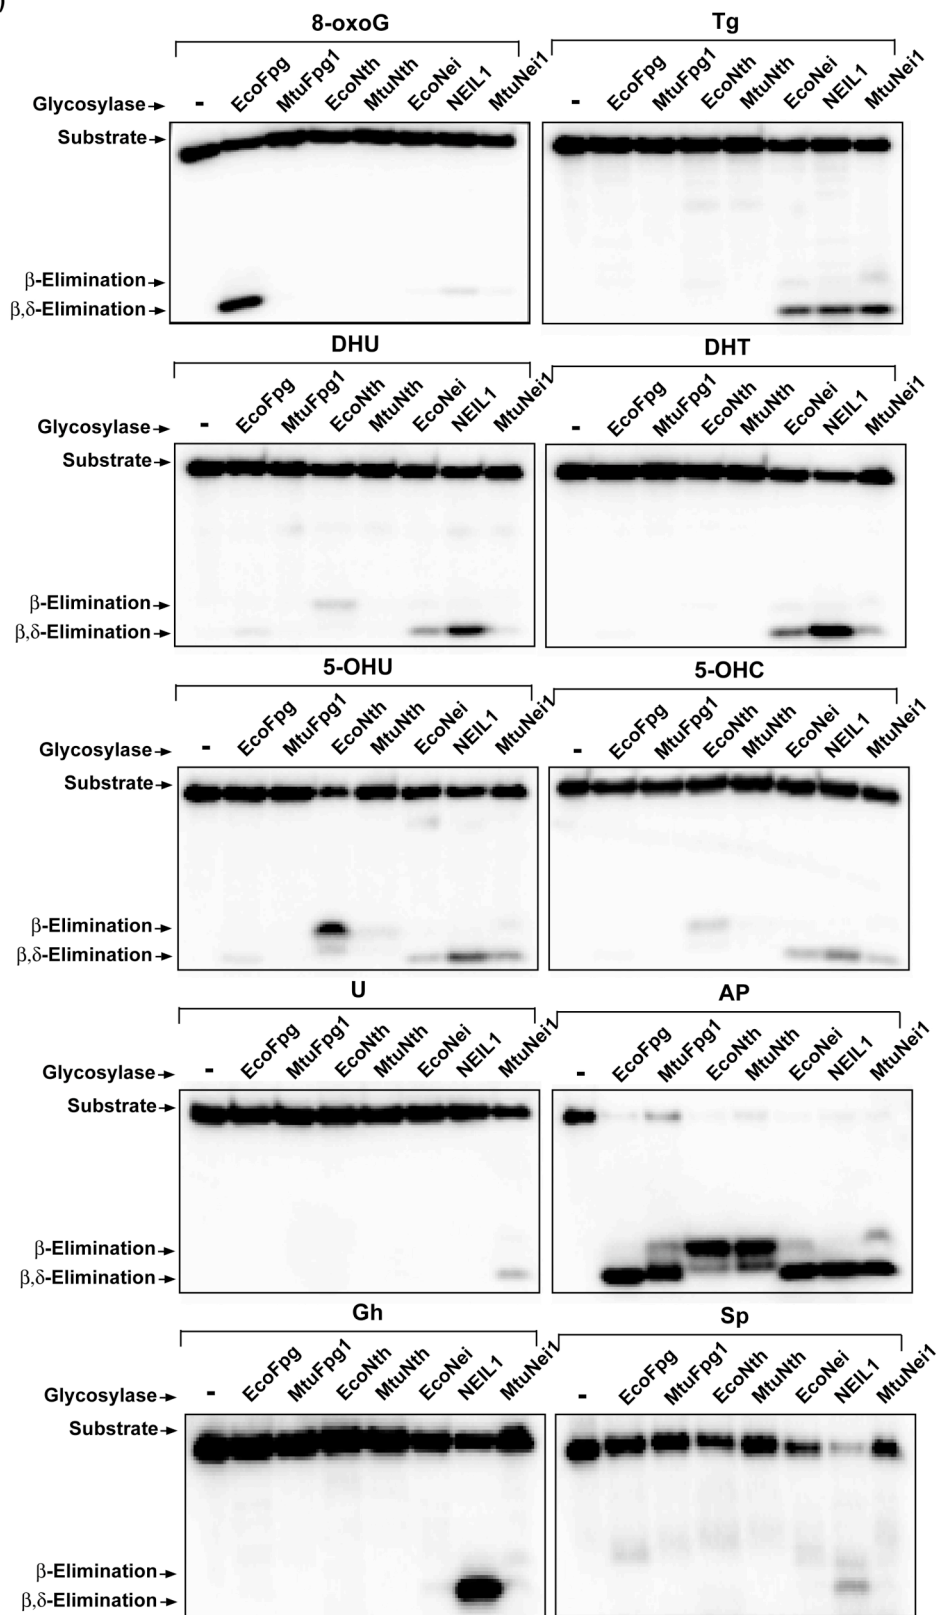 )
8-oxoG Tg
Glycosylase → - EcoFpg MtuFpg1 EcoNth MtuNth EcoNei NEIL1 MtuNei1 - EcoFpg MtuFpg1 EcoNth MtuNth EcoNei NEIL1 MtuNei1
Substrate →
β-Elimination →
β,δ-Elimination →
DHU DHT
Glycosylase → - EcoFpg MtuFpg1 EcoNth MtuNth EcoNei NEIL1 MtuNei1 - EcoFpg MtuFpg1 EcoNth MtuNth EcoNei NEIL1 MtuNei1
Substrate →
β-Elimination →
β,δ-Elimination →
5-OHU 5-OHC
Glycosylase → - EcoFpg MtuFpg1 EcoNth MtuNth EcoNei NEIL1 MtuNei1 - EcoFpg MtuFpg1 EcoNth MtuNth EcoNei NEIL1 MtuNei1
Substrate →
β-Elimination →
β,δ-Elimination →
U AP
Glycosylase → - EcoFpg MtuFpg1 EcoNth MtuNth EcoNei NEIL1 MtuNei1 - EcoFpg MtuFpg1 EcoNth MtuNth EcoNei NEIL1 MtuNei1
Substrate →
β-Elimination →
β,δ-Elimination →
Gh Sp
Glycosylase → - EcoFpg MtuFpg1 EcoNth MtuNth EcoNei NEIL1 MtuNei1 - EcoFpg MtuFpg1 EcoNth MtuNth EcoNei NEIL1 MtuNei1
Substrate →
β-Elimination →
β,δ-Elimination →